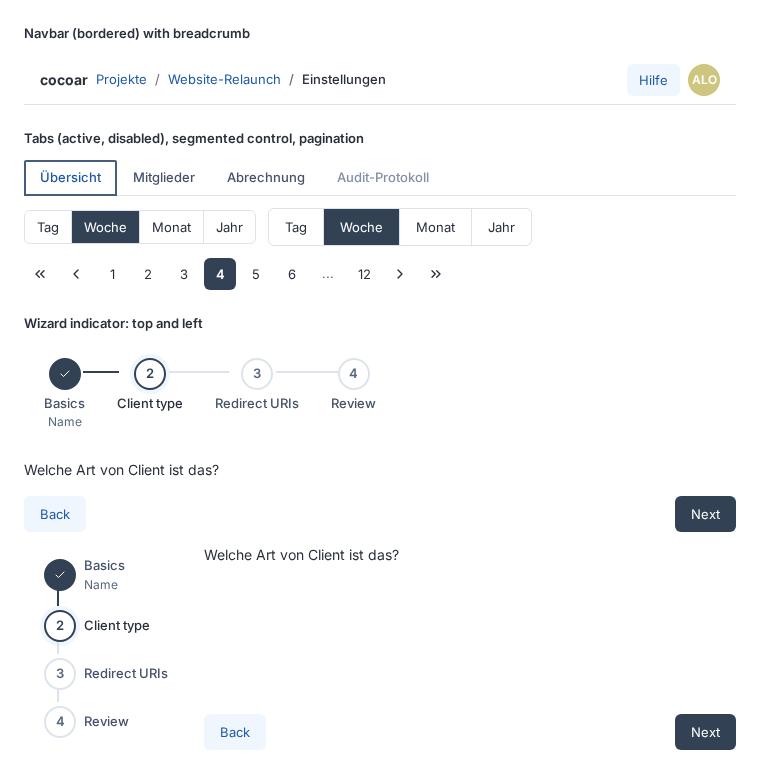 Navbar (bordered) with breadcrumb
cocoar Projekte / Website-Relaunch / Einstellungen Hilfe ALO
Tabs (active, disabled), segmented control, pagination
Übersicht Mitglieder Abrechnung Audit-Protokoll
Tag Woche Monat Jahr Tag Woche Monat Jahr
« ‹ 1 2 3 4 5 6 ... 12 › »
Wizard indicator: top and left
2 3 4
Basics Client type Redirect URIs Review
Name
Welche Art von Client ist das?
Back Next
Welche Art von Client ist das?
Basics
Name
2 Client type
3 Redirect URIs
4 Review
Back Next